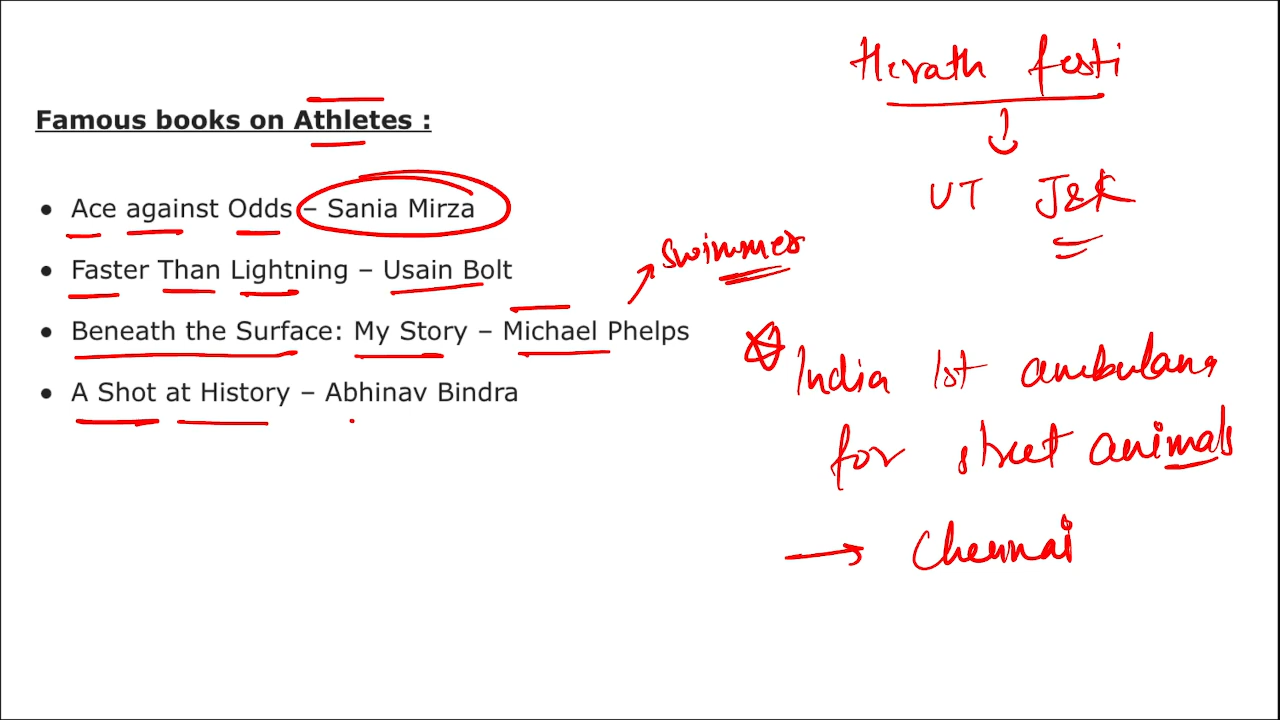 Famous books on Athletes :
• Ace against Odds – Sania Mirza
• Faster Than Lightning – Usain Bolt
• Beneath the Surface: My Story – Michael Phelps
• A Shot at History – Abhinav Bindra
swimmer
Herath festi
UT J&K
India 1st
for street animals
→ Chennai